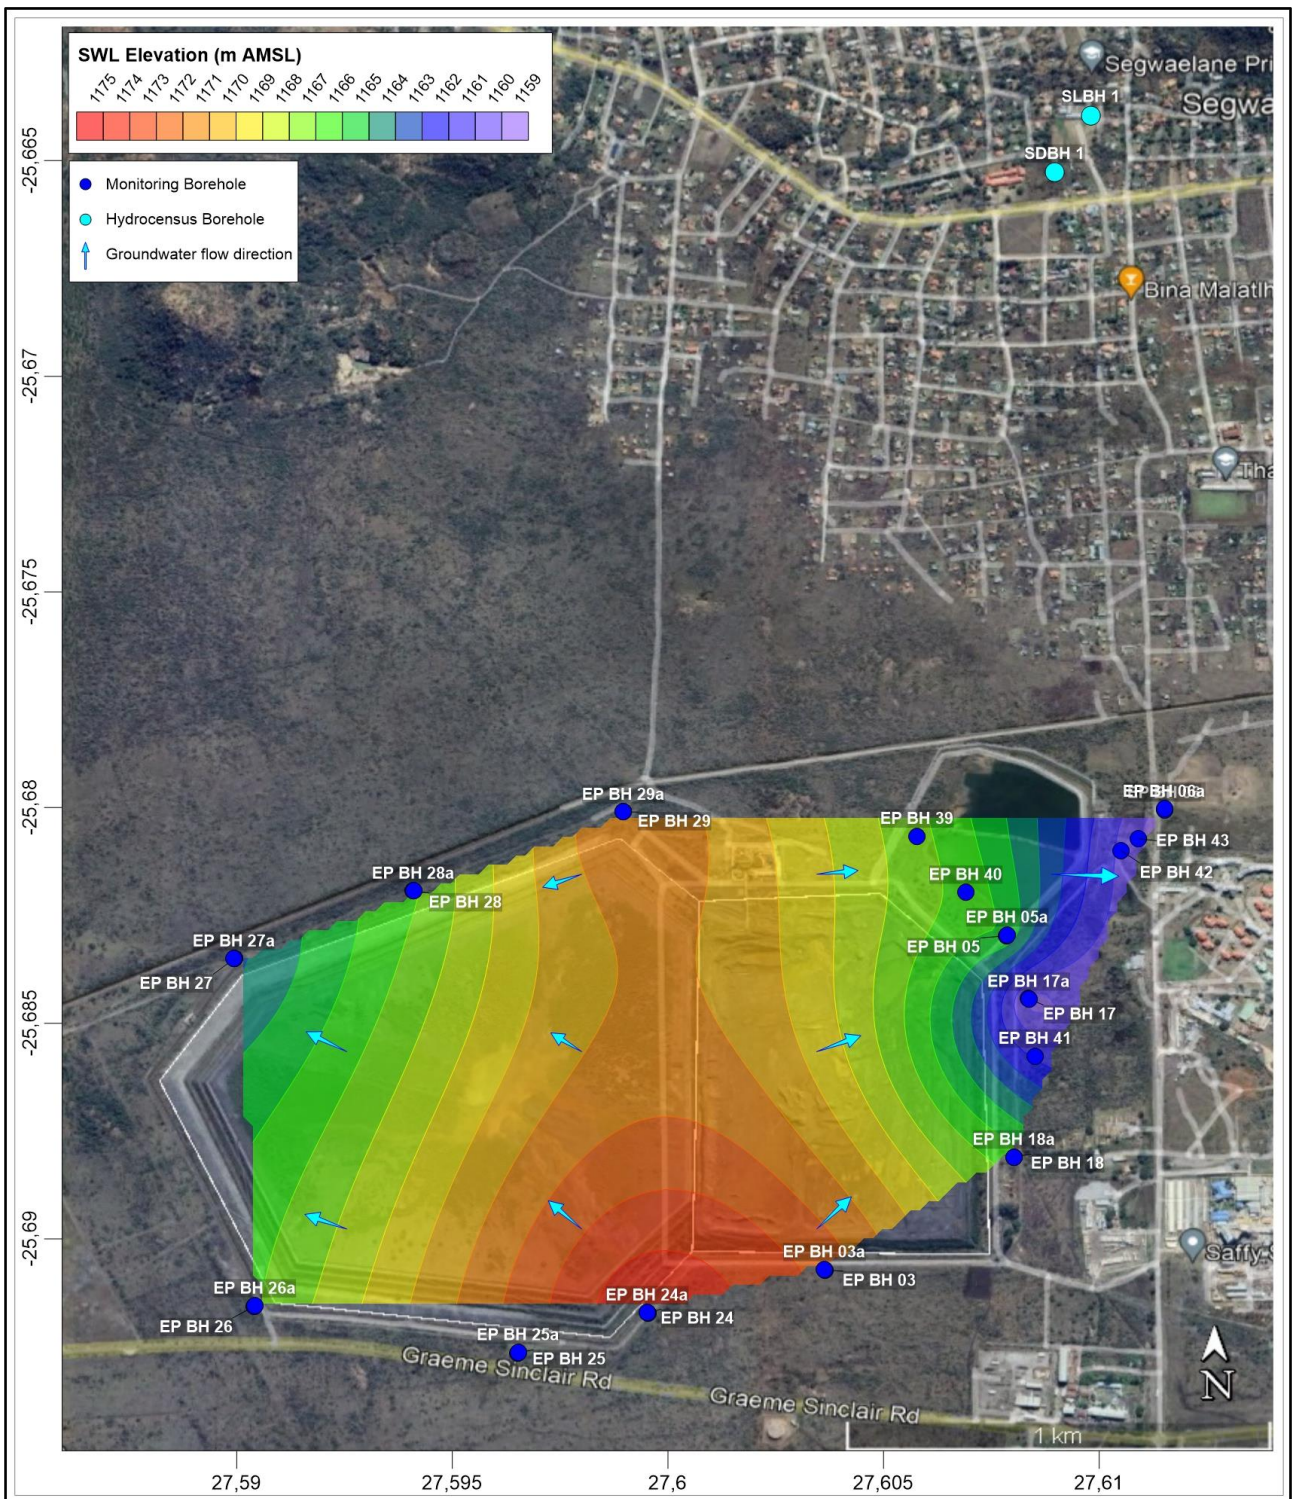 SWL Elevation (m AMSL)
1175 1174 1173 1172 1171 1170 1169 1168 1167 1166 1165 1164 1163 1162 1161 1160 1159
Monitoring Borehole
Hydrocensus Borehole
Groundwater flow direction
Segwaelane Pri
SLBH 1
Segwa
SDBH 1
-25,665
Bina Malatlh
-25,67
Tha
-25,675
-25,68
EP BH 29a
EP BH 29
EP BH 39
EP BH 06a
EP BH 43
EP BH 42
EP BH 28a
EP BH 28
EP BH 40
EP BH 05a
EP BH 05
EP BH 27a
EP BH 27
EP BH 17a
EP BH 17
-25,685
EP BH 41
EP BH 18a
EP BH 18
-25,69
EP BH 03a
EP BH 03
Saffy S
EP BH 26a
EP BH 26
EP BH 24a
EP BH 24
EP BH 25a
EP BH 25
Graeme Sinclair Rd
Graeme Sinclair Rd
N
1 km
27,59 27,595 27,6 27,605 27,61